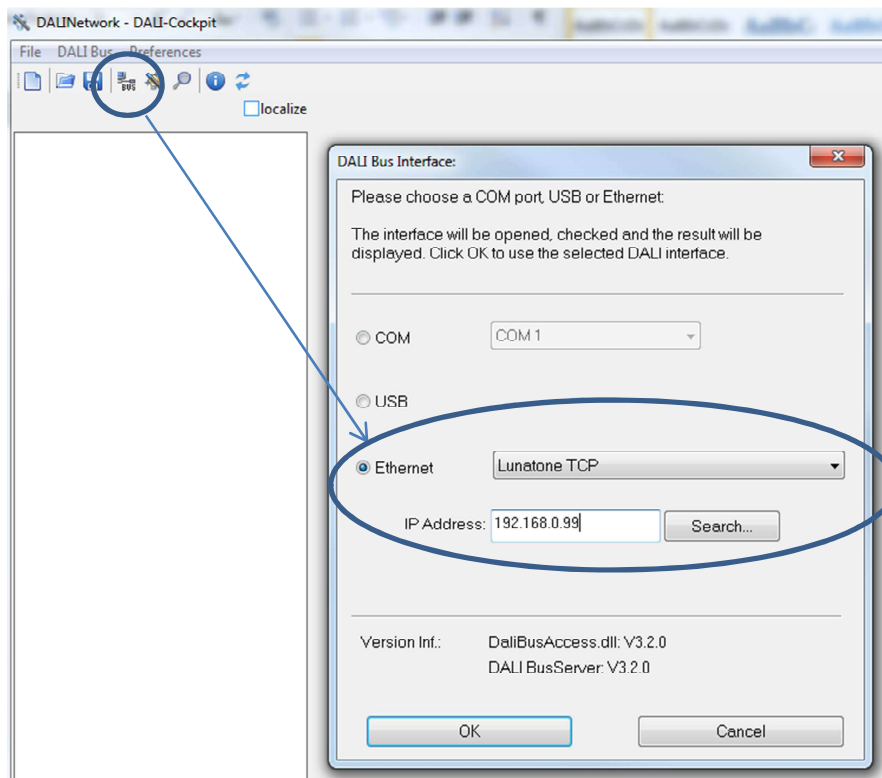 DALINetwork - DALI-Cockpit
File DALI Bus Preferences
BUS
localize
DALI Bus Interface:
Please choose a COM port, USB or Ethernet:
The interface will be opened, checked and the result will be
displayed. Click OK to use the selected DALI interface.
COM COM 1
USB
Ethernet Lunatone TCP
IP Address: 192.168.0.99 Search...
Version Inf.: DaliBusAccess.dll: V3.2.0
DALI BusServer: V3.2.0
OK Cancel